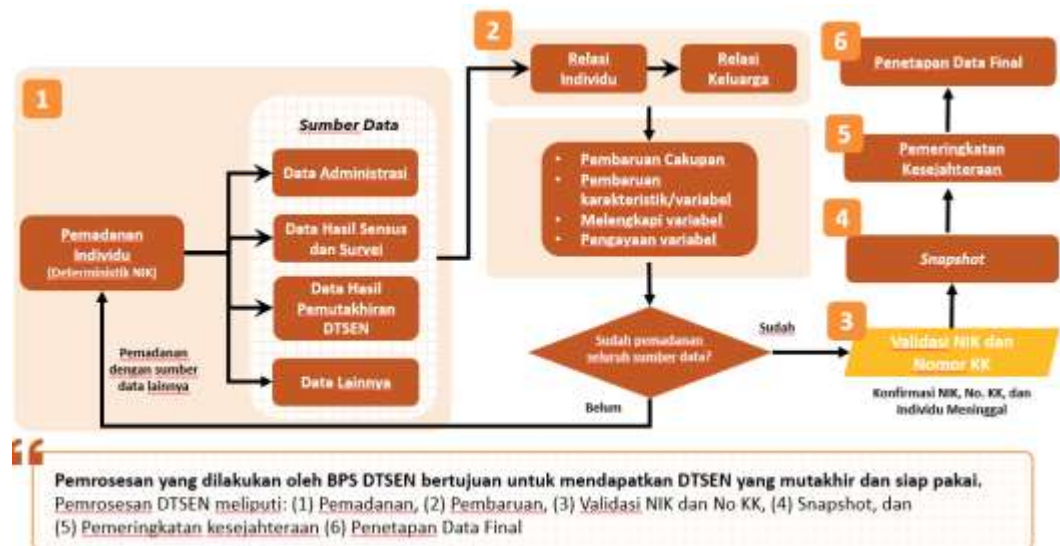 1
Sumber Data
Pemadanan
Individu
(Deterministik NIK)
Data Administrasi
Data Hasil Sensus
dan Survei
Data Hasil
Pemutakhiran
DTSEN
Data Lainnya
Pemadanan
dengan sumber
data lainnya
2
Relasi
Individu
Relasi
Keluarga
• Pembaruan Cakupan
• Pembaruan
karakteristik/variabel
• Melengkapi variabel
• Pengayaan variabel
Sudah pemadanan
seluruh sumber data?
Sudah
Belum
3
Validasi NIK dan
Nomor KK
Konfirmasi NIK, No. KK, dan
Individu Meninggal
4
Snapshot
5
Pemeringkatan
Kesejahteraan
6
Penetapan Data Final
Pemrosesan yang dilakukan oleh BPS DTSEN bertujuan untuk mendapatkan DTSEN yang mutakhir dan siap pakai.
Pemrosesan DTSEN meliputi: (1) Pemadanan, (2) Pembaruan, (3) Validasi NIK dan No KK, (4) Snapshot, dan
(5) Pemeringkatan kesejahteraan (6) Penetapan Data Final